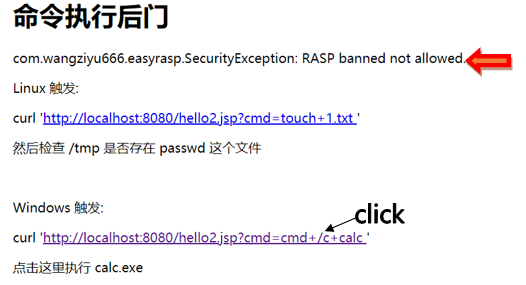 命令执行后门
com.wangziyu666.easyrasp.SecurityException: RASP banned not allowed.
Linux 触发:
curl 'http://localhost:8080/hello2.jsp?cmd=touch+1.txt '
然后检查 /tmp 是否存在 passwd 这个文件
Windows 触发:
click
curl 'http://localhost:8080/hello2.jsp?cmd=cmd+/c+calc '
点击这里执行 calc.exe